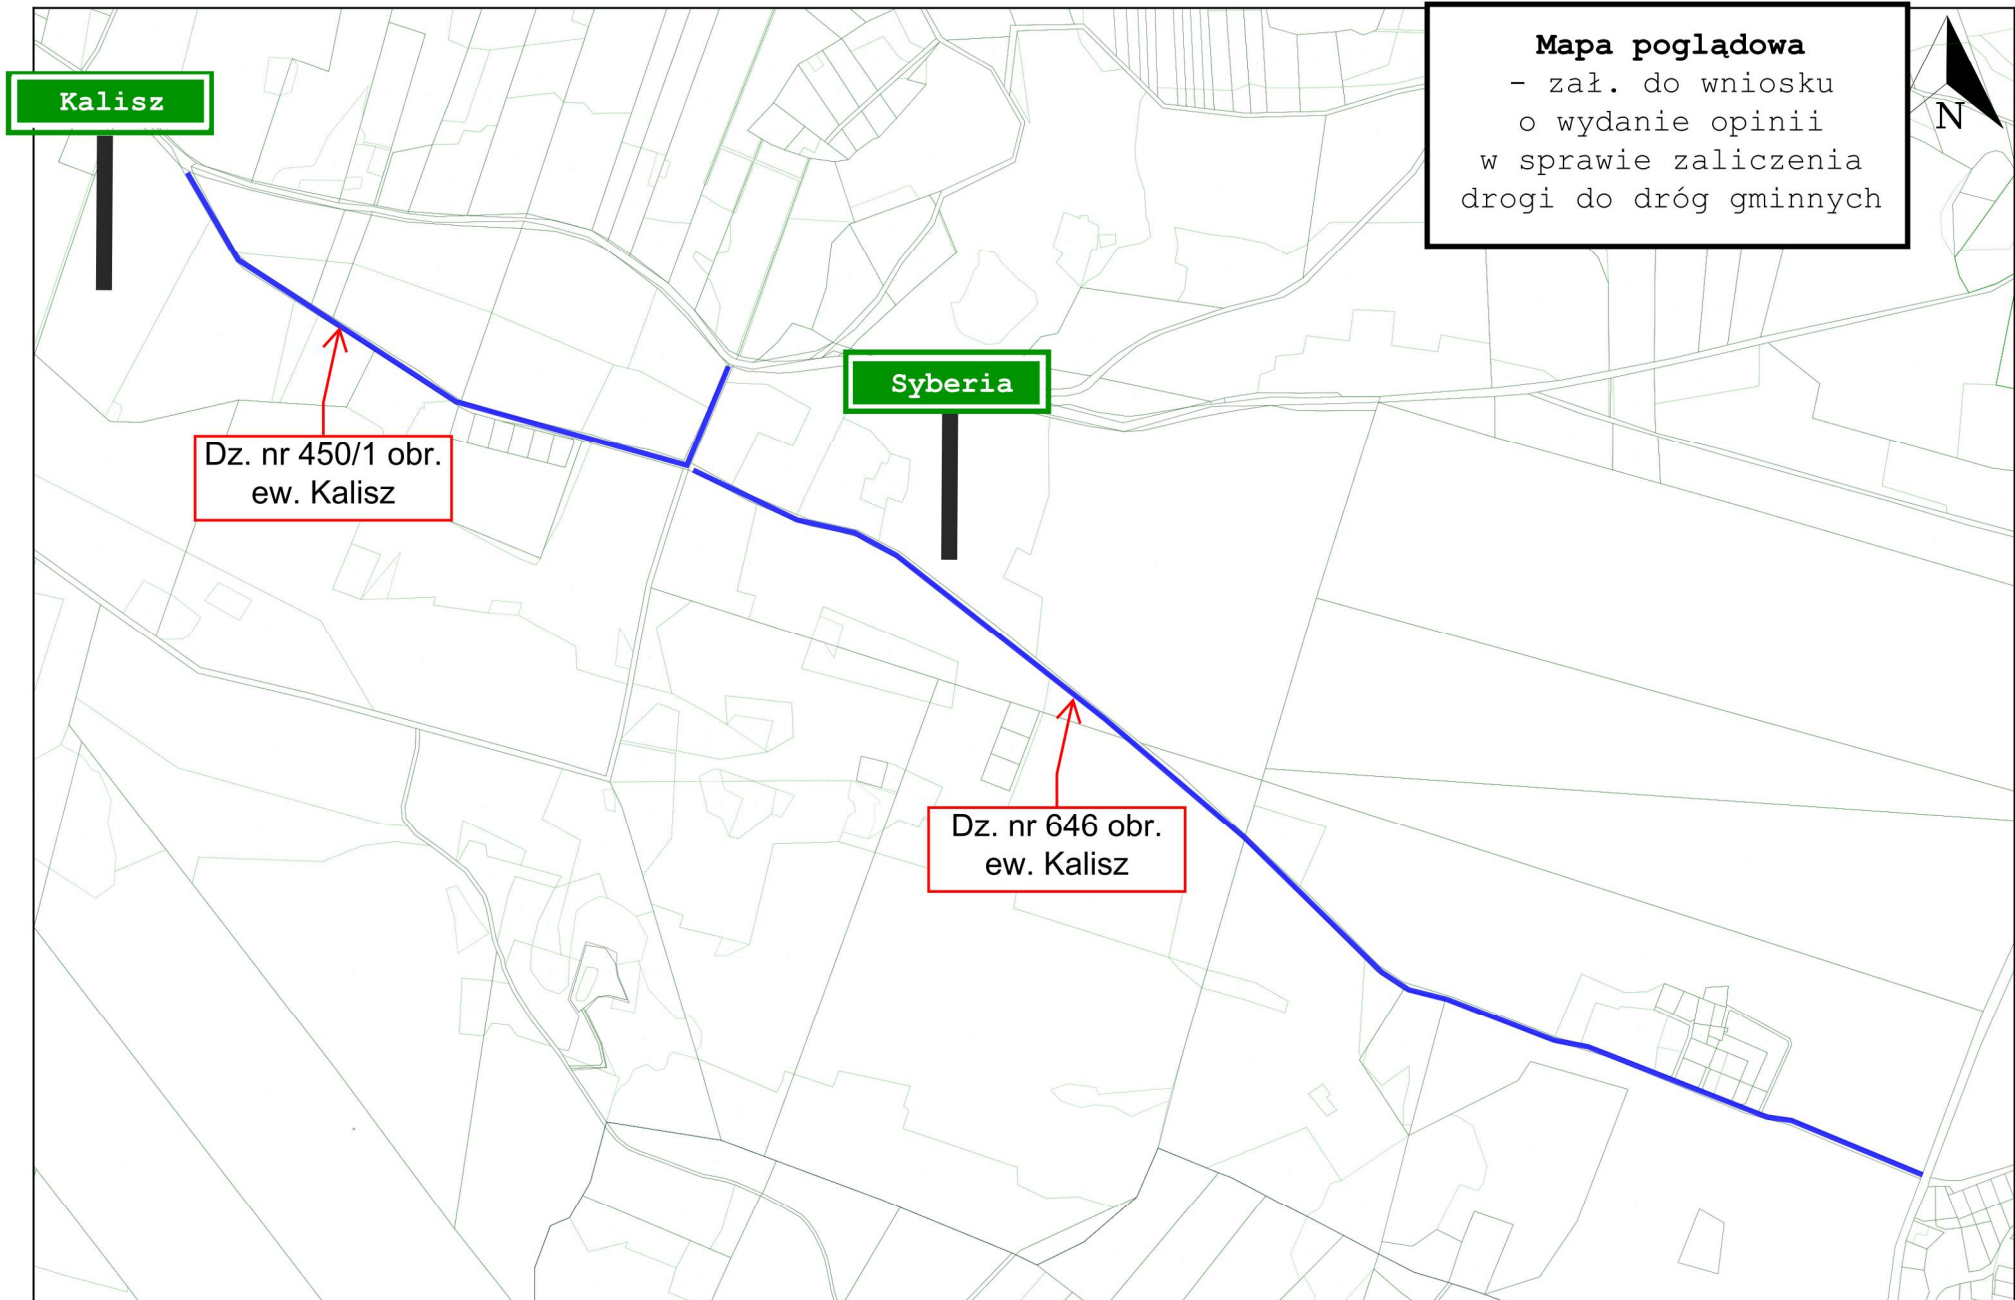 Mapa poglądowa
- zał. do wniosku
o wydanie opinii
w sprawie zaliczenia
drogi do dróg gminnych
N
Kalisz
Syberia
Dz. nr 450/1 obr.
ew. Kalisz
Dz. nr 646 obr.
ew. Kalisz